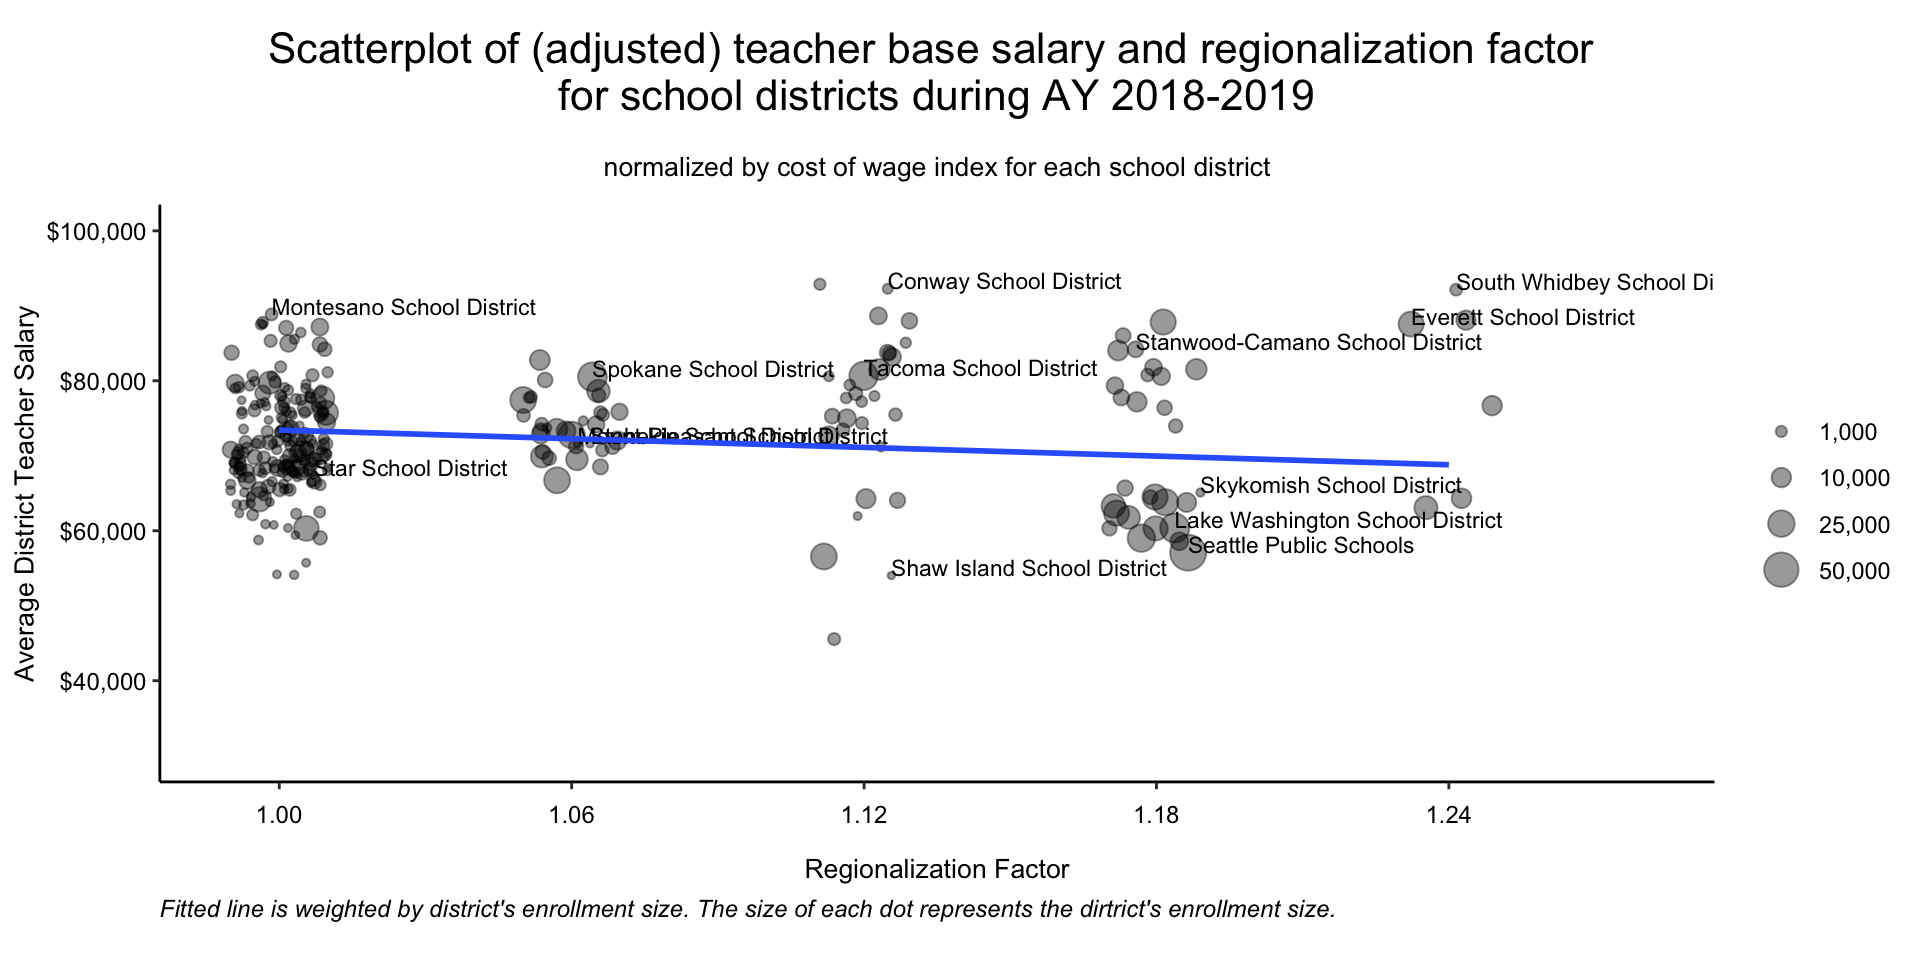 Scatterplot of (adjusted) teacher base salary and regionalization factor
for school districts during AY 2018-2019
normalized by cost of wage index for each school district
Average District Teacher Salary
$100,000
$80,000
$60,000
$40,000
Conway School District
South Whidbey School Di
Montesano School District
Everett School District
Stanwood-Camano School District
Spokane School District
Tacoma School District
School District
Star School District
Skykomish School District
Lake Washington School District
Seattle Public Schools
Shaw Island School District
1,000
10,000
25,000
50,000
1.00
1.06
1.12
1.18
1.24
Regionalization Factor
Fitted line is weighted by district's enrollment size. The size of each dot represents the dirtrict's enrollment size.